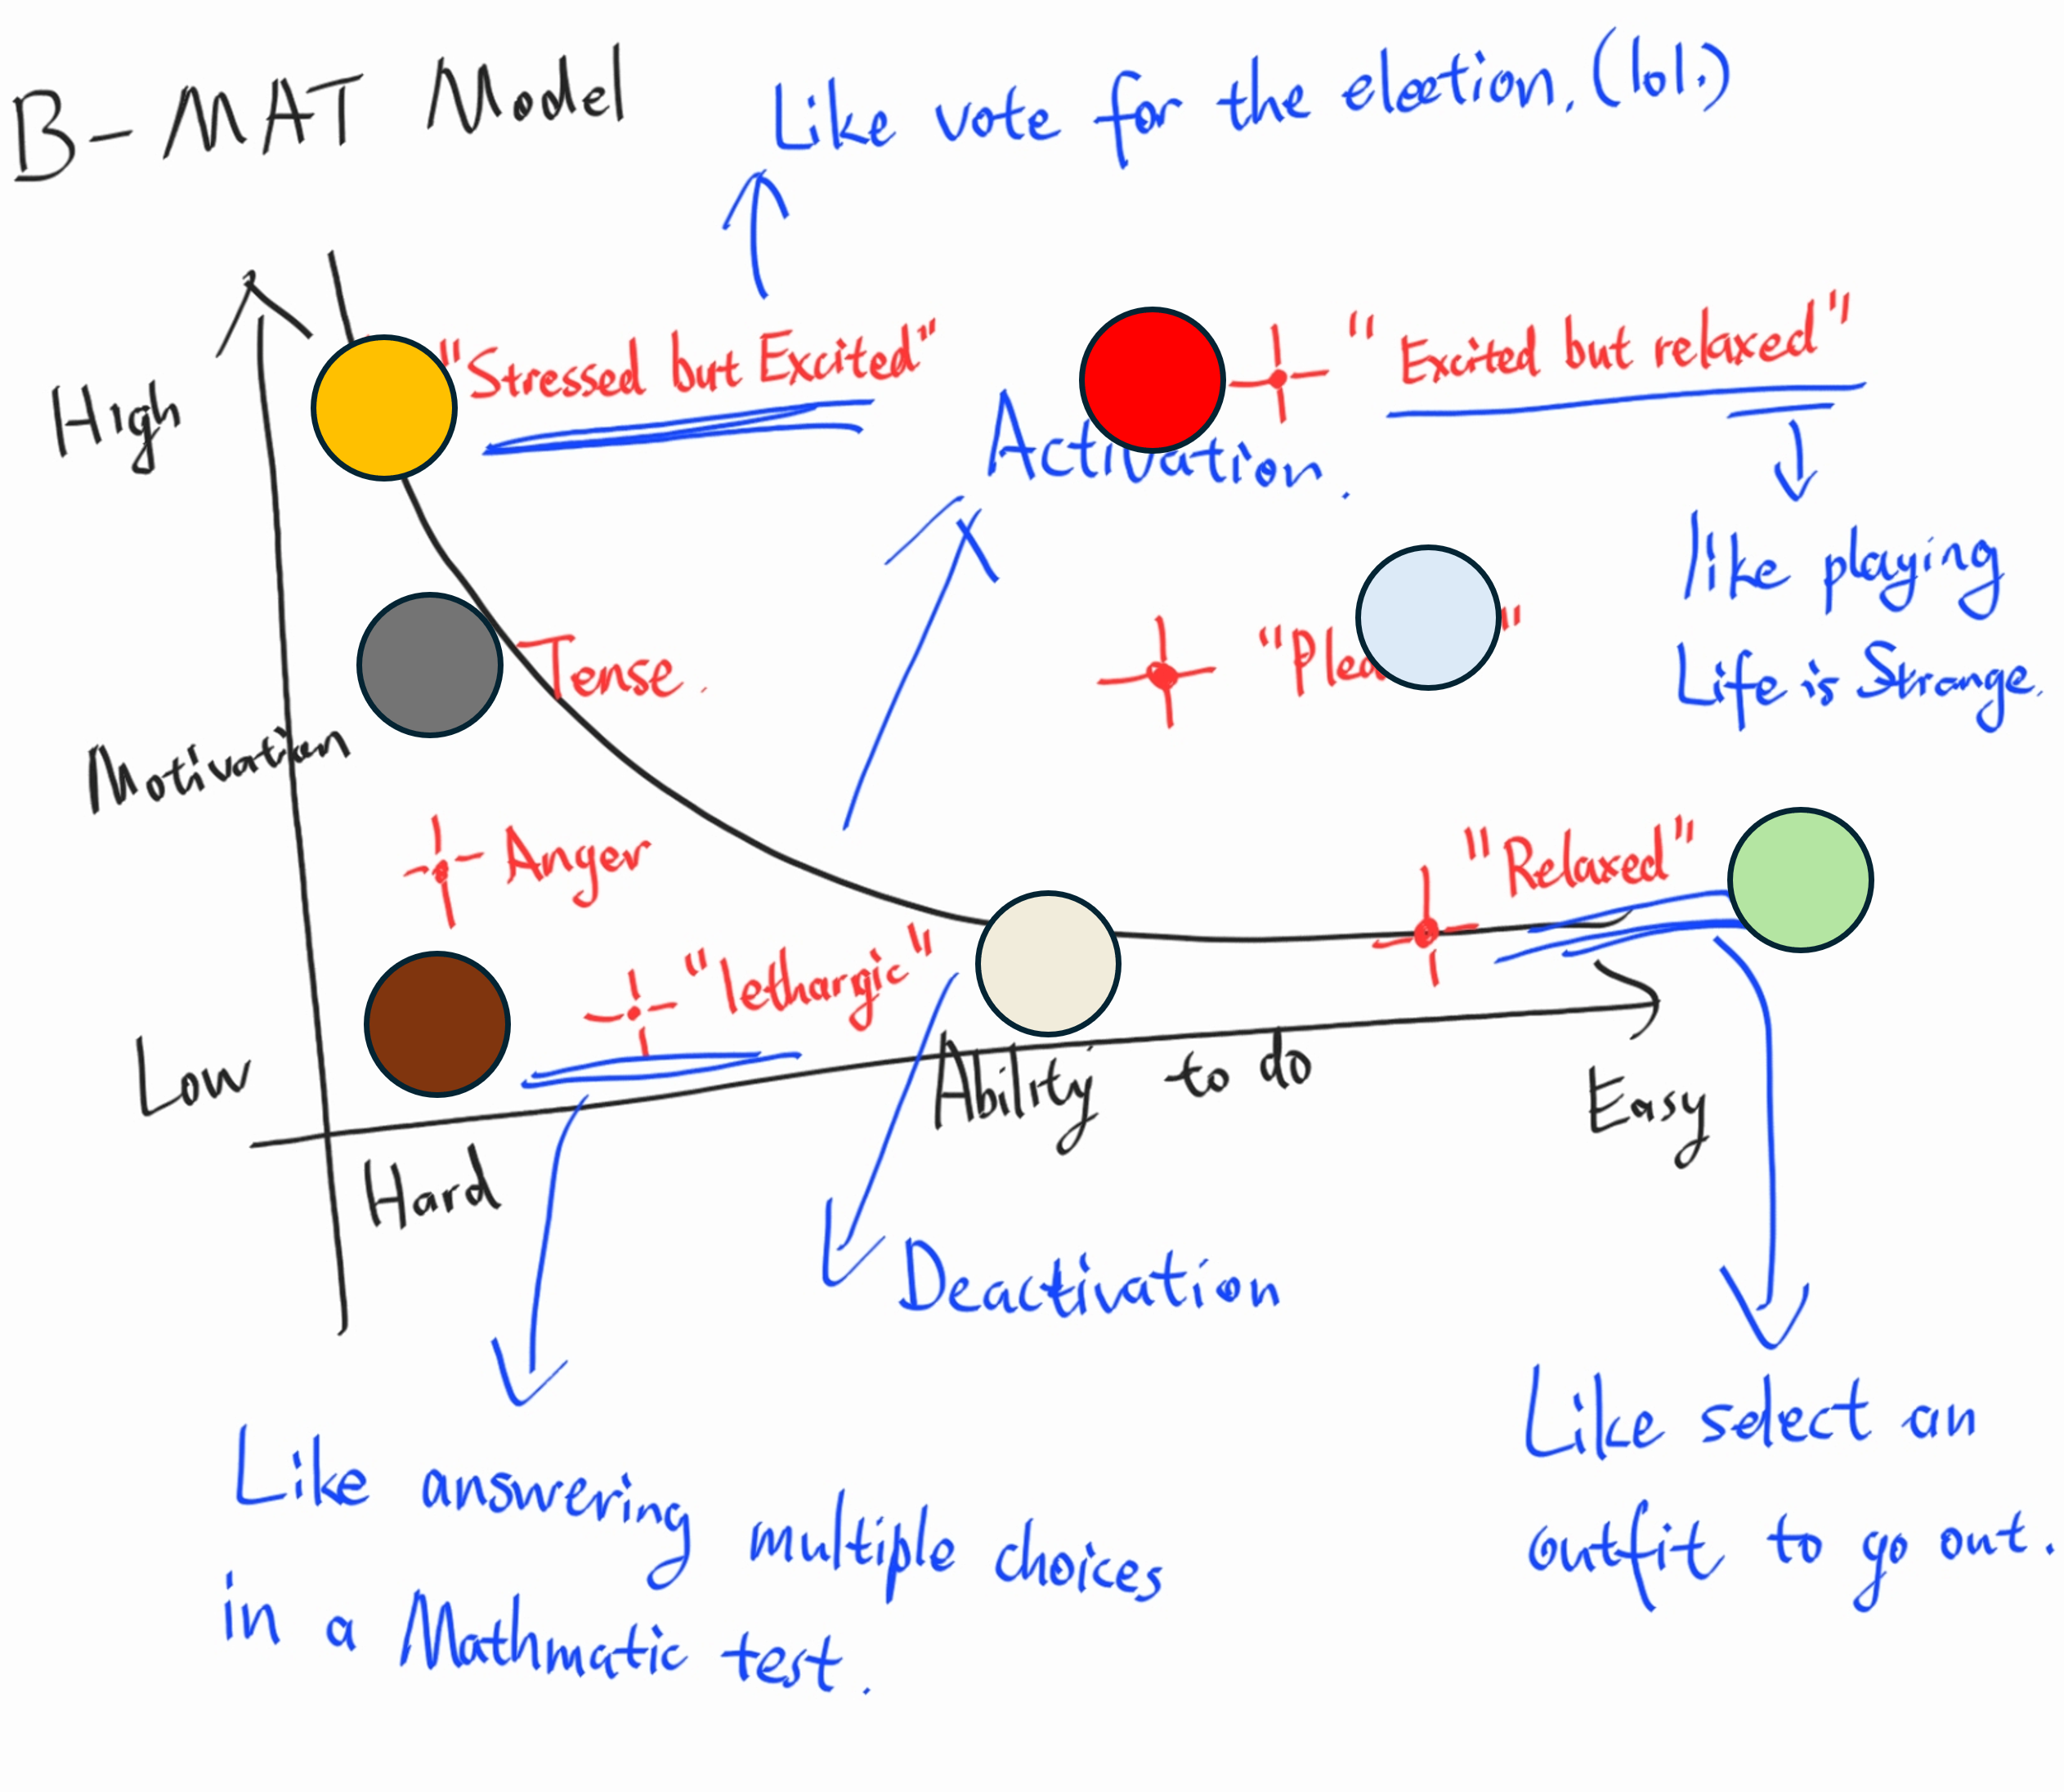 B-MAT Model
Like vote for the election. (lol.)
"Stressed but Excited"
"Excited but relaxed"
High
Activation.
like playing
Life is Strange.
Tense.
Motivation
Anger
"Relaxed"
"lethargic"
Low
Ability to do
Easy
Hard
Deactivation
Like answering multiple choices
in a Mathmatic test.
Like select an
outfit to go out.